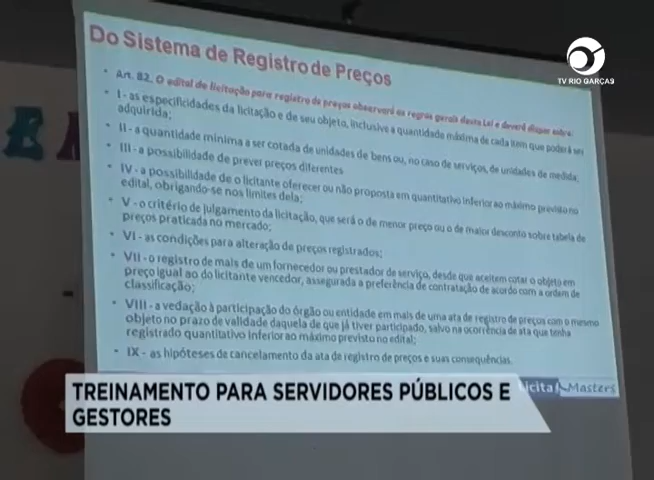 TV RIO GARÇAS
Do Sistema de Registro de Preços
• Art. 82. O edital de licitação para registro de preços observará as regras gerais desta Lei e deverá dispor sobre:
• I - as especificidades da licitação e de seu objeto, inclusive a quantidade máxima de cada item que poderá ser
adquirida;
• II - a quantidade mínima a ser cotada de unidades de bens ou, no caso de serviços, de unidades de medida;
• III - a possibilidade de prever preços diferentes
• IV - a possibilidade de o licitante oferecer ou não proposta em quantitativo inferior ao máximo previsto no
edital, obrigando-se nos limites dela;
• V - o critério de julgamento da licitação, que será o de menor preço ou o de maior desconto sobre tabela de
preços praticada no mercado;
• VI - as condições para alteração de preços registrados;
• VII - o registro de mais de um fornecedor ou prestador de serviço, desde que aceitem cotar o objeto em
preço igual ao do licitante vencedor, assegurada a preferência de contratação de acordo com a ordem de
classificação;
• VIII - a vedação à participação do órgão ou entidade em mais de uma ata de registro de preços com o mesmo
objeto no prazo de validade daquela de que já tiver participado, salvo na ocorrência de ata que tenha
registrado quantitativo inferior ao máximo previsto no edital;
• IX - as hipóteses de cancelamento da ata de registro de preços e suas consequências.
icita Masters
TREINAMENTO PARA SERVIDORES PÚBLICOS E
GESTORES